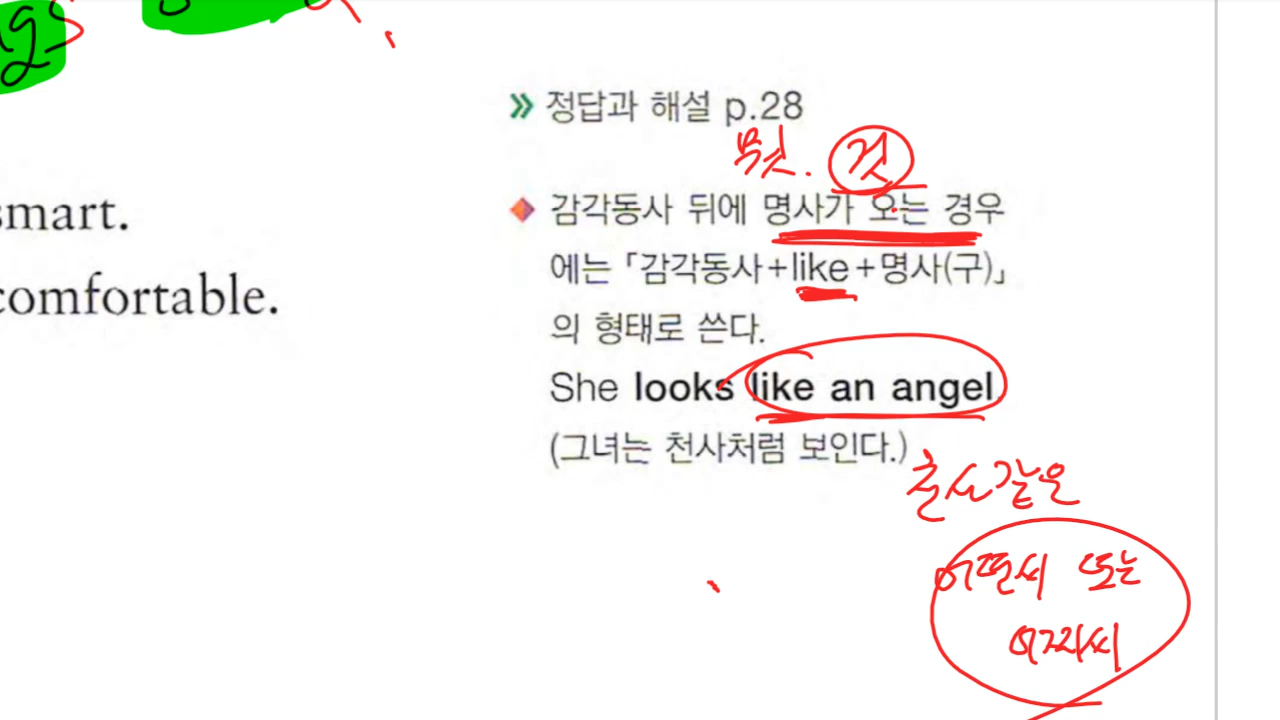 gs
» 정답과 해설 p.28
무엇. 것
smart.
감각동사 뒤에 명사가 오는 경우
comfortable.
에는 「감각동사+like+명사(구)」
의 형태로 쓴다.
She looks like an angel
(그녀는 천사처럼 보인다.)
천사같은
어떤씨 또는
어찌씨